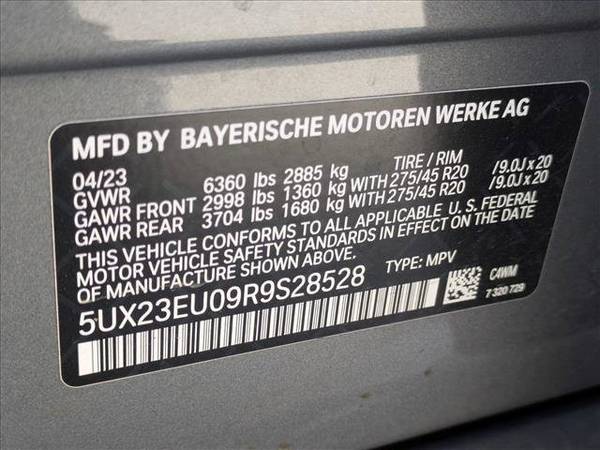 MFD BY BAYERISCHE MOTOREN WERKE AG
04/23 TIRE / RIM
GVWR 6360 lbs 2885 kg
GAWR FRONT 2998 lbs 1360 kg WITH 275/45 R20 /9.0J x 20
GAWR REAR 3704 lbs 1680 kg WITH 275/45 R20 /9.0J x 20
THIS VEHICLE CONFORMS TO ALL APPLICABLE U. S. FEDERAL
MOTOR VEHICLE SAFETY STANDARDS IN EFFECT ON THE DATE
OF MANUFACTURE SHOWN ABOVE.
5UX23EU09R9S28528 TYPE: MPV C4WM
7 320 729